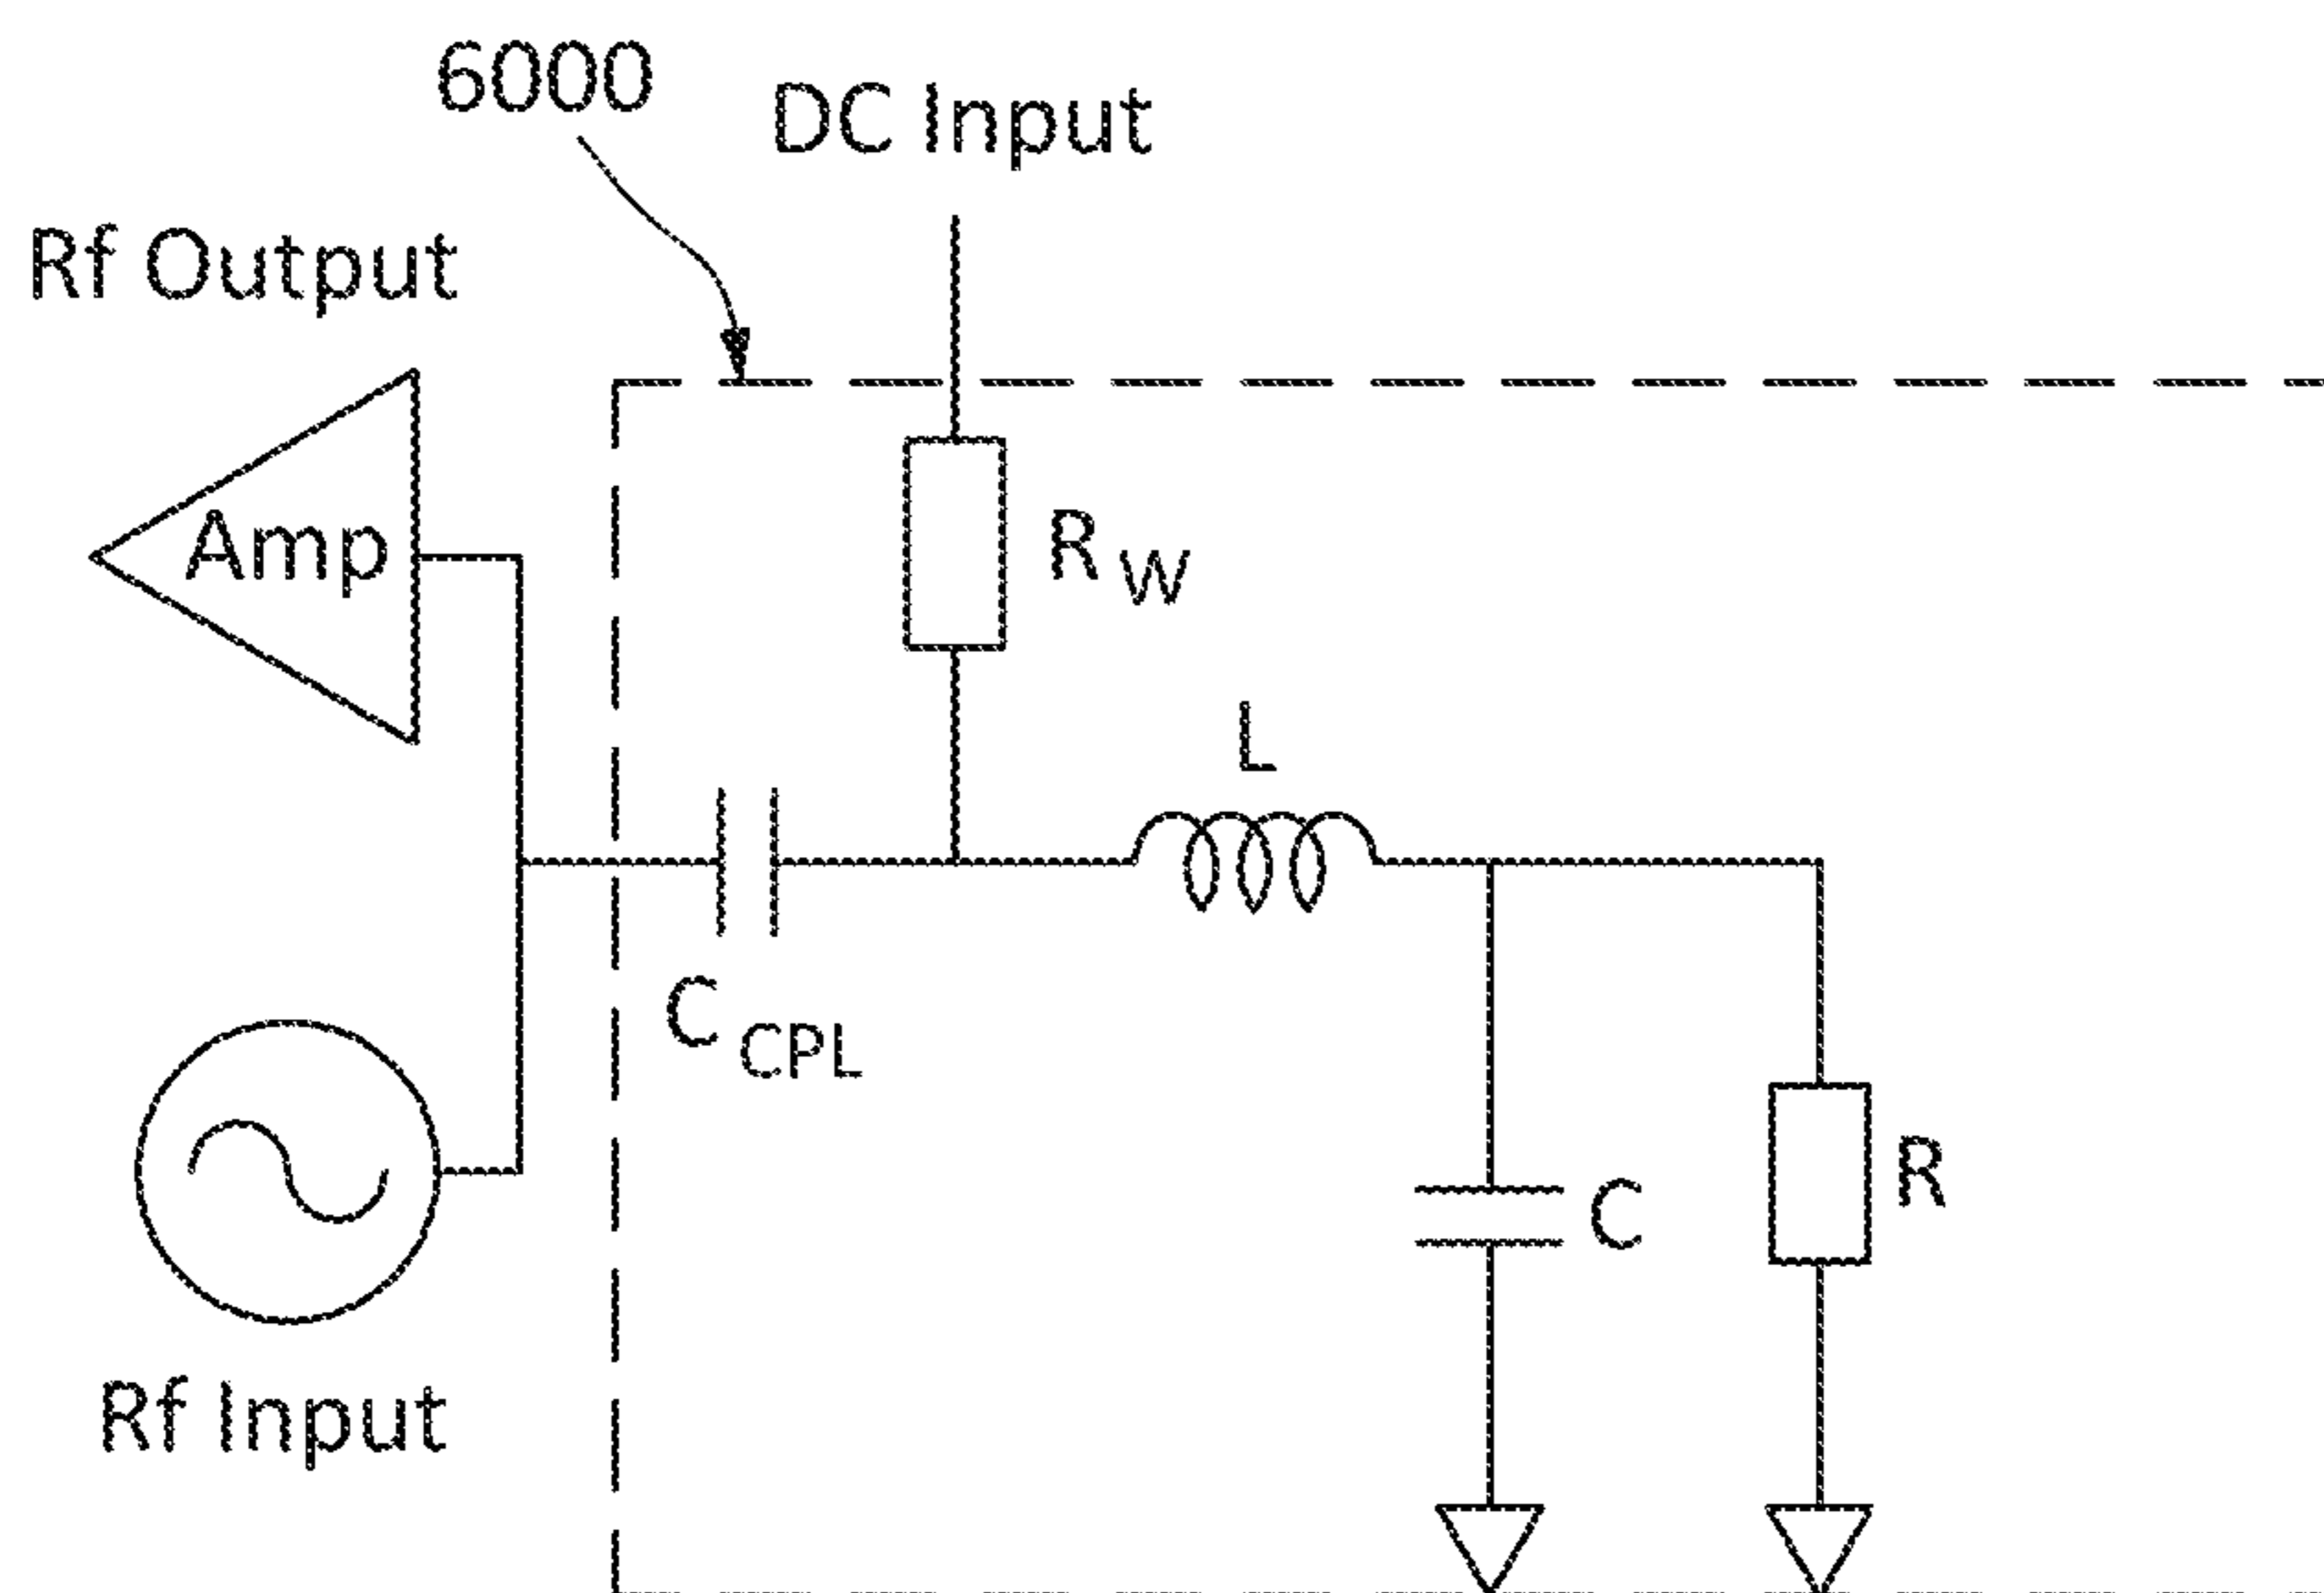 6000
DC Input
Rf Output
Amp
R W
L
C CPL
C
R
Rf Input